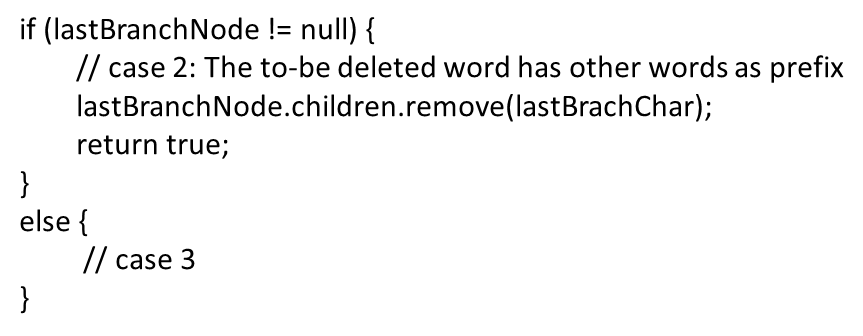 if (lastBranchNode != null) {
// case 2: The to-be deleted word has other words as prefix
lastBranchNode.children.remove(lastBrachChar);
return true;
}
else {
// case 3
}